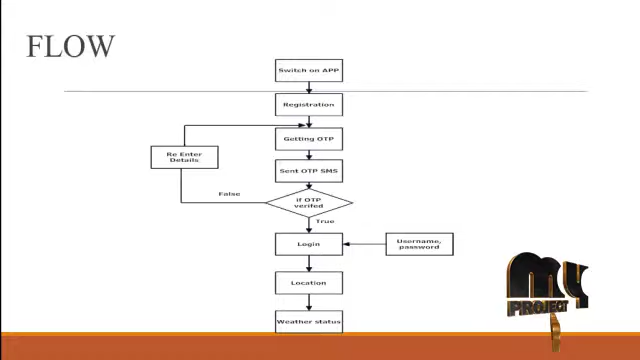 FLOW
Switch on APP
Registration
Getting OTP
Re Enter
Details
Sent OTP SMS
False
if OTP
verifed
True
Login
Username,
password
Location
Weather status
my
PROJECT